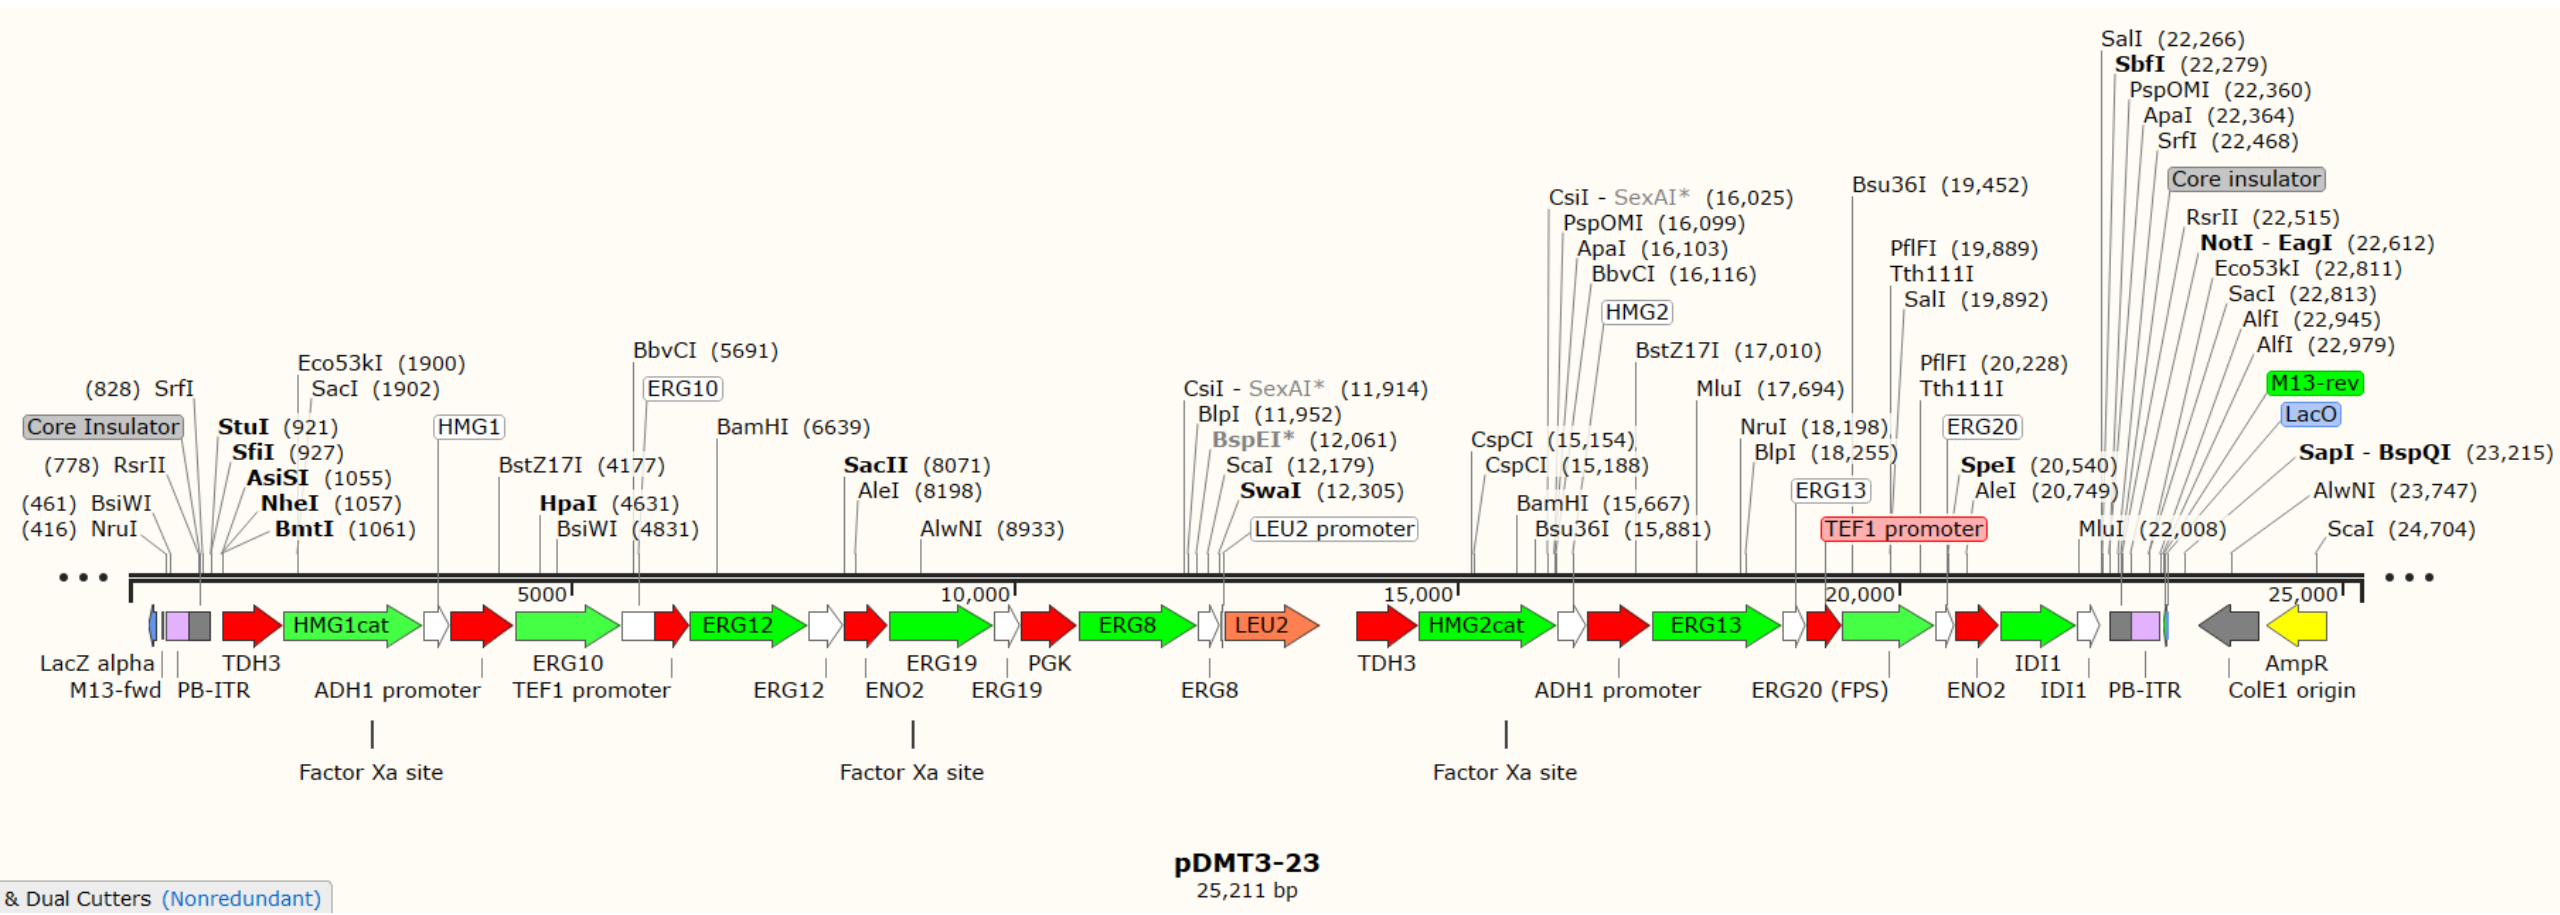 SalI (22,266)
SbfI (22,279)
PspOMI (22,360)
ApaI (22,364)
SrfI (22,468)
Core insulator
Bsu36I (19,452)
CsiI - SexAI* (16,025)
RsrII (22,515)
PspOMI (16,099)
NotI - EagI (22,612)
ApaI (16,103)
PflFI (19,889)
Eco53kI (22,811)
BbvCI (16,116)
Tth111I
SacI (22,813)
SalI (19,892)
HMG2
AlfI (22,945)
AlfI (22,979)
BbvCI (5691)
BstZ17I (17,010)
Eco53kI (1900)
PflFI (20,228)
M13-rev
(828) SrfI
SacI (1902)
ERG10
CsiI - SexAI* (11,914)
MluI (17,694)
Tth111I
LacO
BlpI (11,952)
Core Insulator
StuI (921)
HMG1
BamHI (6639)
NruI (18,198)
ERG20
BspEI* (12,061)
CspCI (15,154)
SfiI (927)
BlpI (18,255)
SapI - BspQI (23,215)
(778) RsrII
BstZ17I (4177)
SacII (8071)
ScaI (12,179)
CspCI (15,188)
SpeI (20,540)
AsiSI (1055)
AleI (8198)
SwaI (12,305)
ERG13
AleI (20,749)
AlwNI (23,747)
(461) BsiWI
NheI (1057)
HpaI (4631)
BamHI (15,667)
(416) NruI
BmtI (1061)
BsiWI (4831)
AlwNI (8933)
LEU2 promoter
Bsu36I (15,881)
TEF1 promoter
MluI (22,008)
ScaI (24,704)
5000 10,000 15,000 20,000 25,000
HMG1cat ERG12 ERG8 LEU2 HMG2cat ERG13
LacZ alpha TDH3 ERG10 ERG19 PGK TDH3 IDI1 AmpR
M13-fwd PB-ITR ADH1 promoter TEF1 promoter ERG12 ENO2 ERG19 ERG8 ADH1 promoter ERG20 (FPS) ENO2 IDI1 PB-ITR ColE1 origin
Factor Xa site Factor Xa site Factor Xa site
pDMT3-23
25,211 bp
& Dual Cutters (Nonredundant)